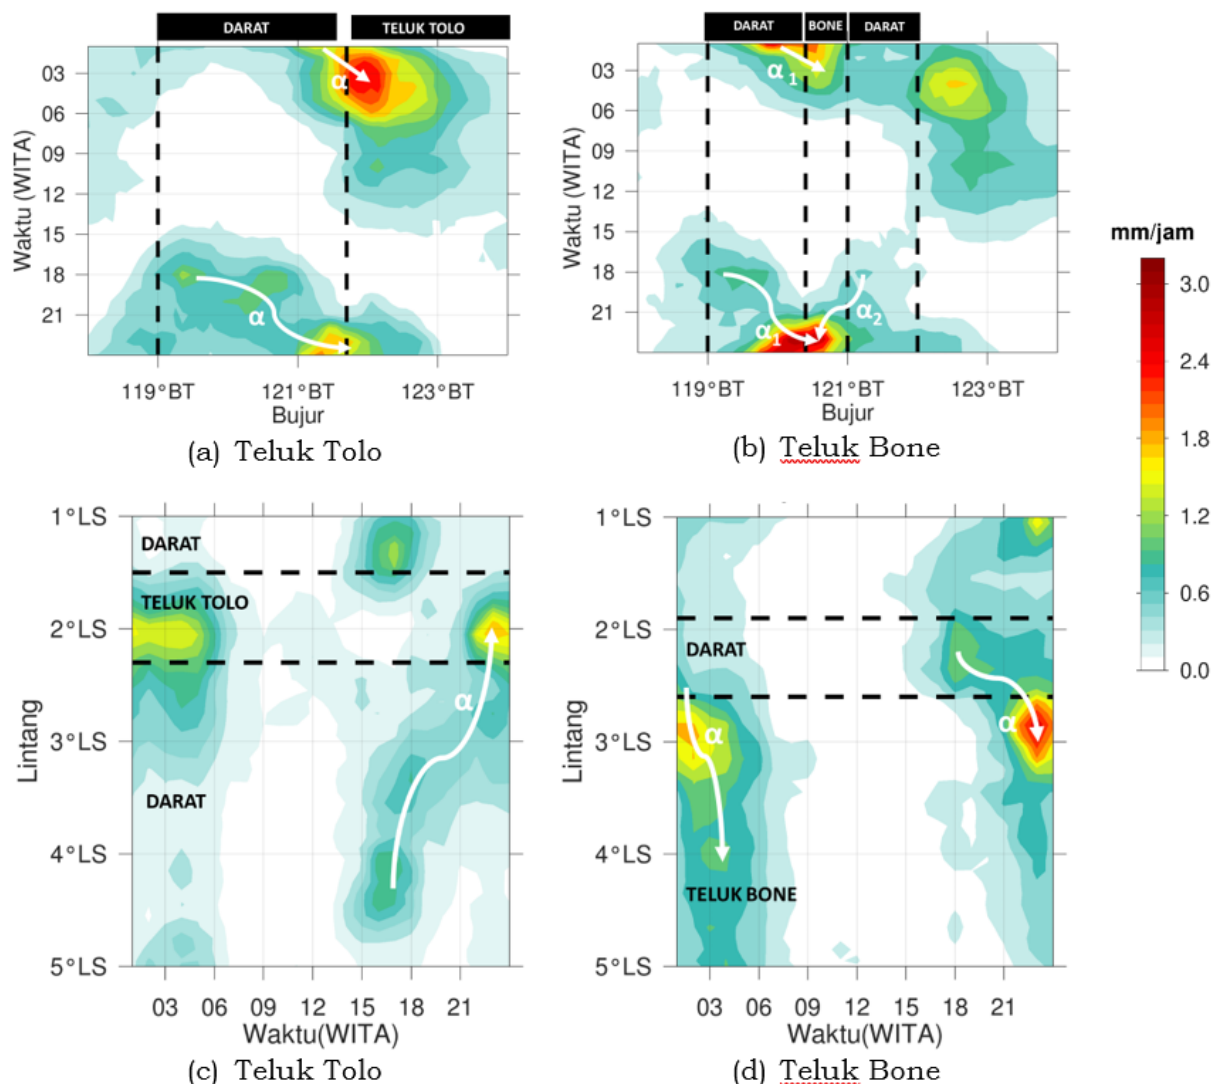 DARAT TELUK TOLO
DARAT BONE DARAT
03
06
09
12
15
18
21
Waktu (WITA)
α
α
119°BT 121°BT 123°BT
Bujur
(a) Teluk Tolo
03
06
09
12
15
18
21
Waktu (WITA)
α1
α1
α2
119°BT 121°BT 123°BT
Bujur
(b) Teluk Bone
mm/jam
3.0
2.4
1.8
1.2
0.6
0.0
1°LS
2°LS
3°LS
4°LS
5°LS
Lintang
DARAT
TELUK TOLO
α
DARAT
03 06 09 12 15 18 21
Waktu(WITA)
(c) Teluk Tolo
1°LS
2°LS
3°LS
4°LS
5°LS
Lintang
DARAT
α
α
TELUK BONE
03 06 09 12 15 18 21
Waktu(WITA)
(d) Teluk Bone